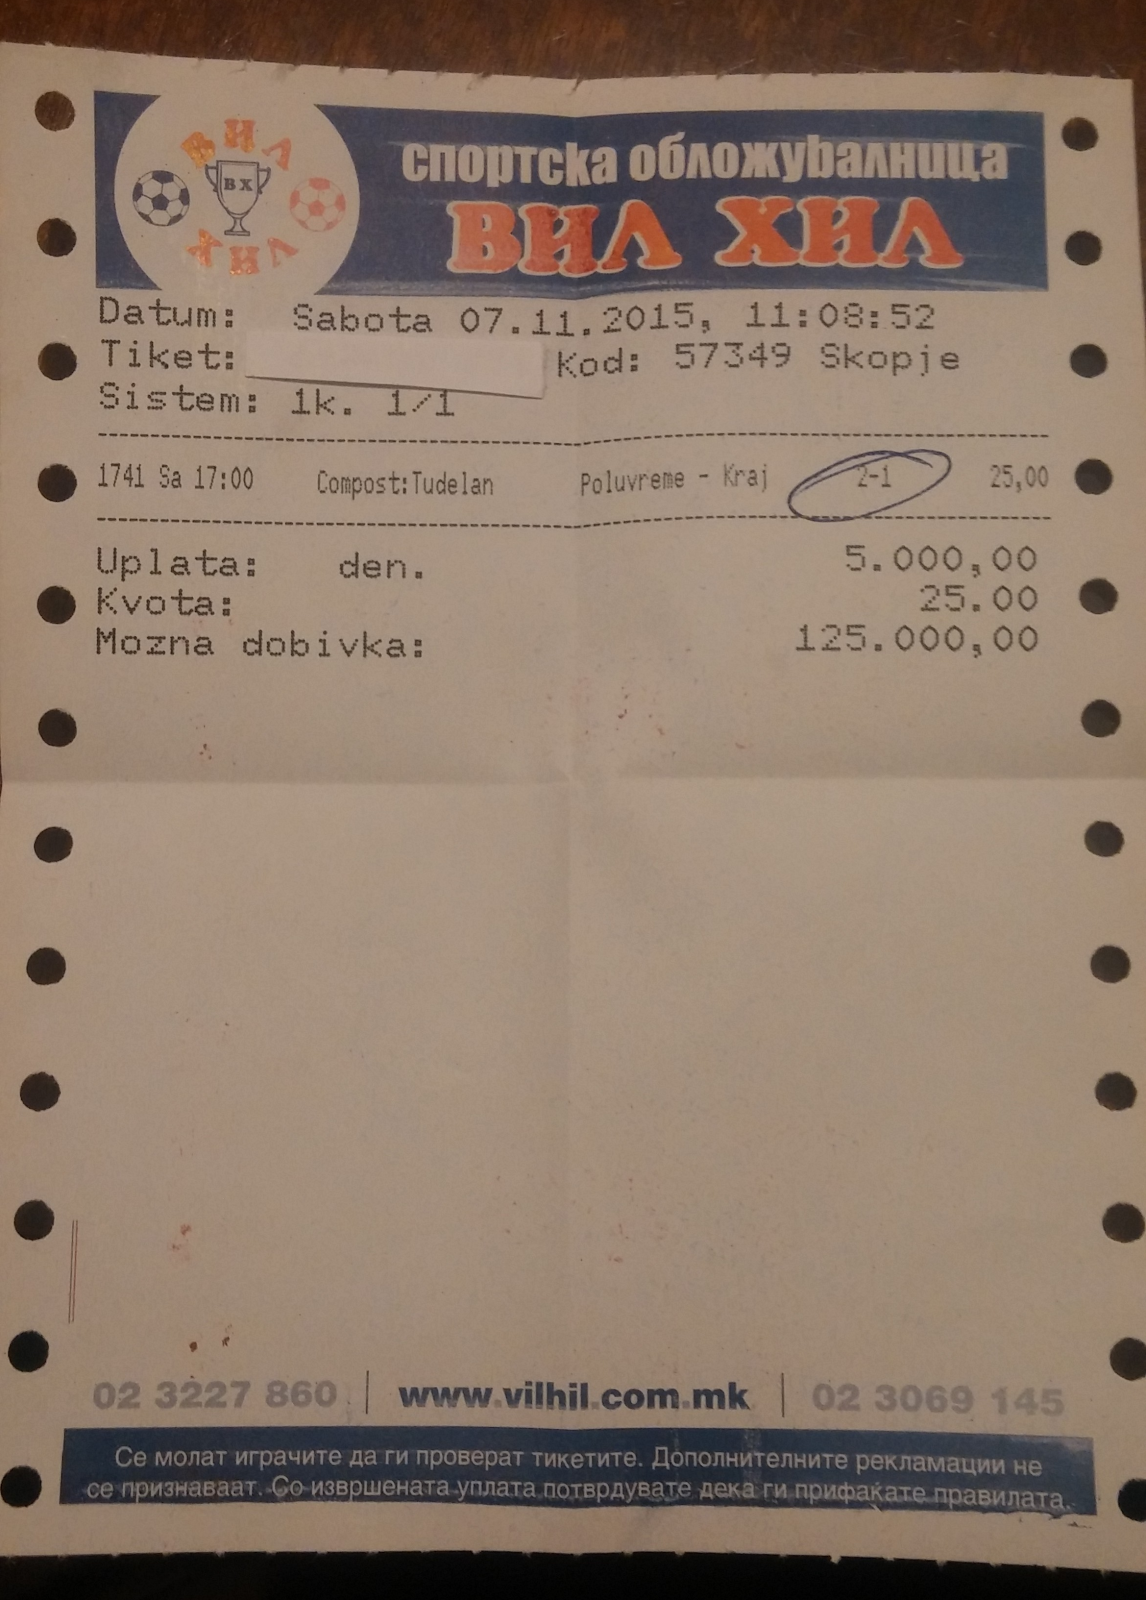 ВИЛ
ВХ
ХИЛ
спортска обложувалница
ВИЛ ХИЛ
Datum: Sabota 07.11.2015, 11:08:52
Tiket: Kod: 57349 Skopje
Sistem: 1k. 1/1
1741 Sa 17:00 Compost:Tudelan Poluvreme - Kraj 2-1 25,00
Uplata: den. 5.000,00
Kvota: 25.00
Mozna dobivka: 125.000,00
02 3227 860 | www.vilhil.com.mk | 02 3069 145
Се молат играчите да ги проверат тикетите. Дополнителните рекламации не
се признаваат. Со извршената уплата потврдувате дека ги прифаќате правилата.